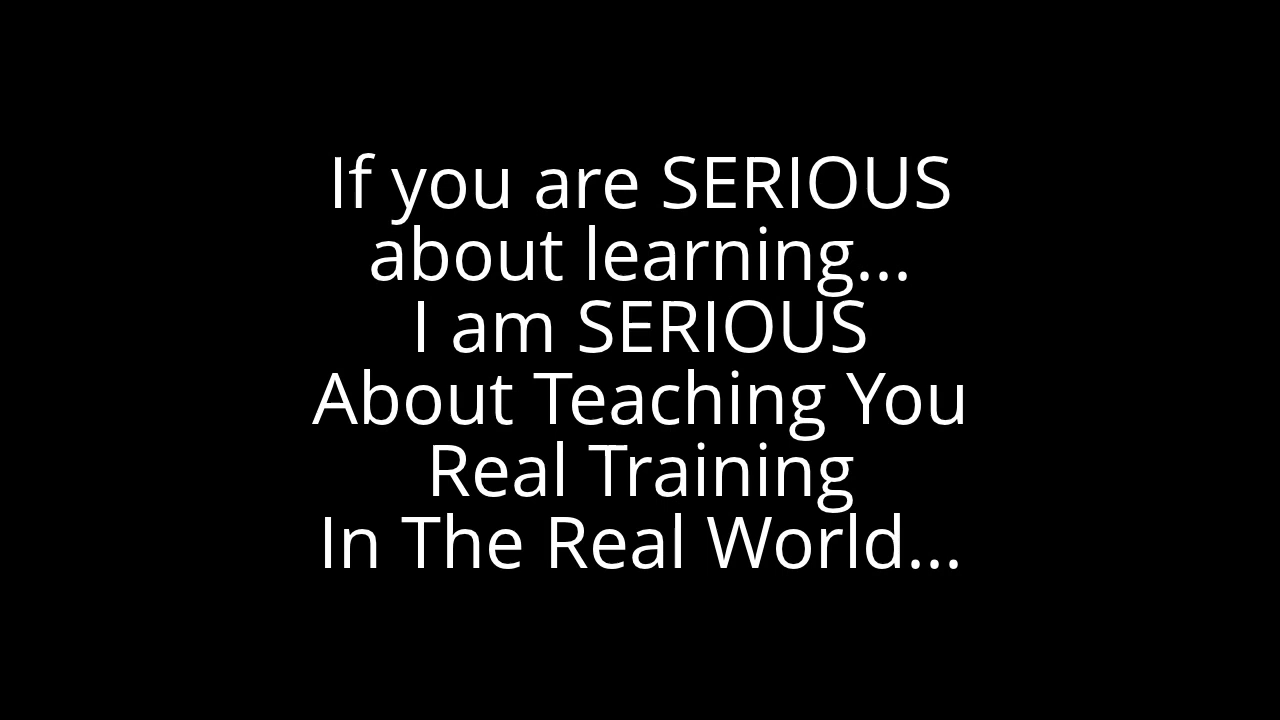 If you are SERIOUS
about learning...
I am SERIOUS
About Teaching You
Real Training
In The Real World...